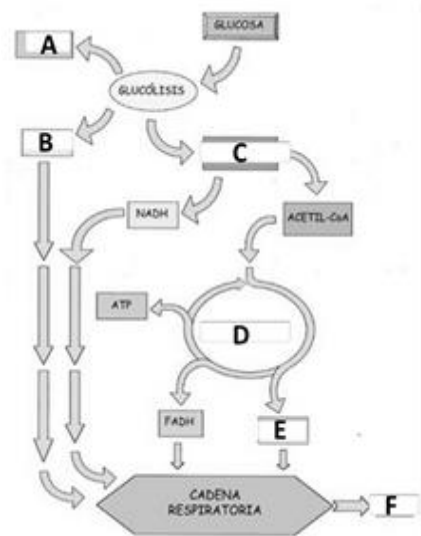 GLUCOSA
A
GLUCÓLISIS
B
C
NADH
ACETIL-CoA
ATP
D
FADH
E
CADENA
RESPIRATORIA
F